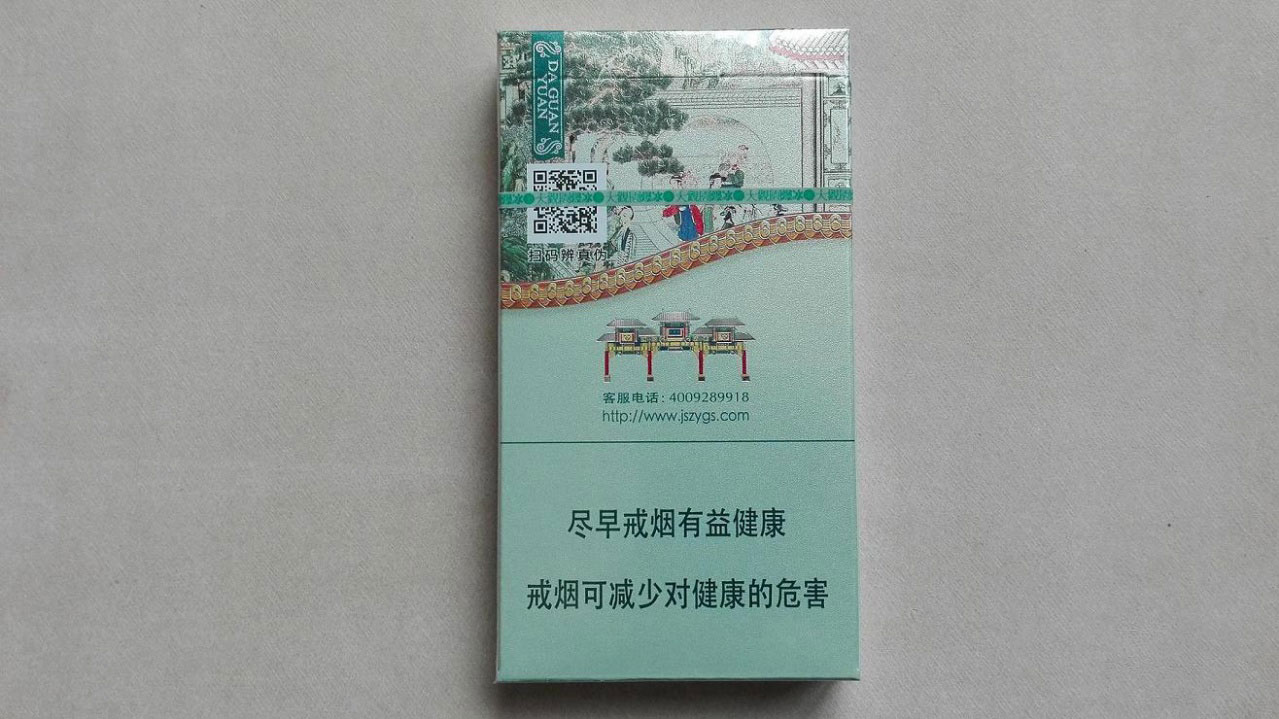 DA GUAN
YUAN
扫码辨真伪
客服电话：4009289918
http://www.jszygs.com
尽早戒烟有益健康
戒烟可减少对健康的危害